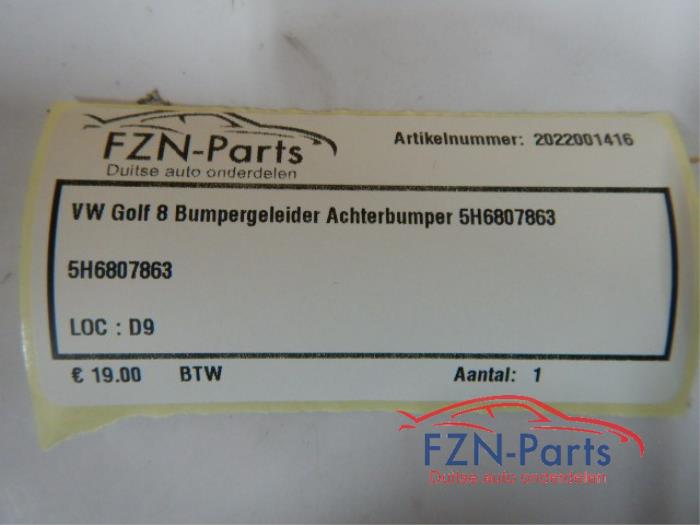 FZN-Parts
Duitse auto onderdelen
Artikelnummer: 2022001416
VW Golf 8 Bumpergeleider Achterbumper 5H6807863
5H6807863
LOC : D9
€ 19.00 BTW Aantal: 1
FZN-Parts
Duitse auto onderdelen